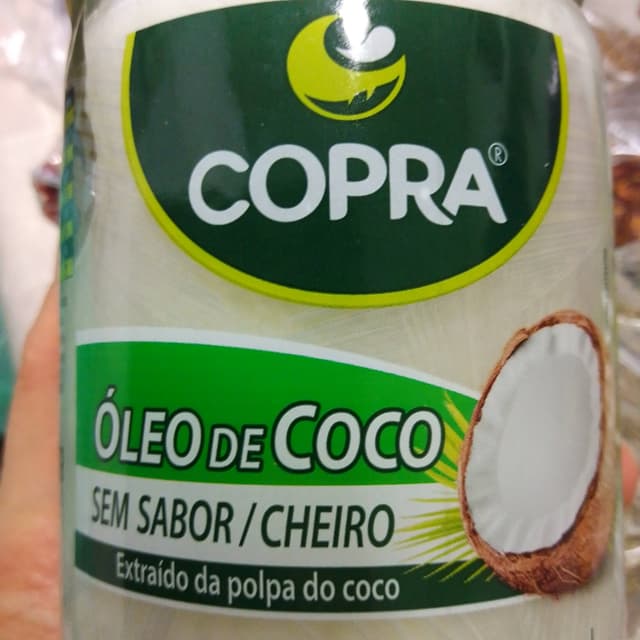 COPRA®
ÓLEO DE COCO
SEM SABOR / CHEIRO
Extraído da polpa do coco